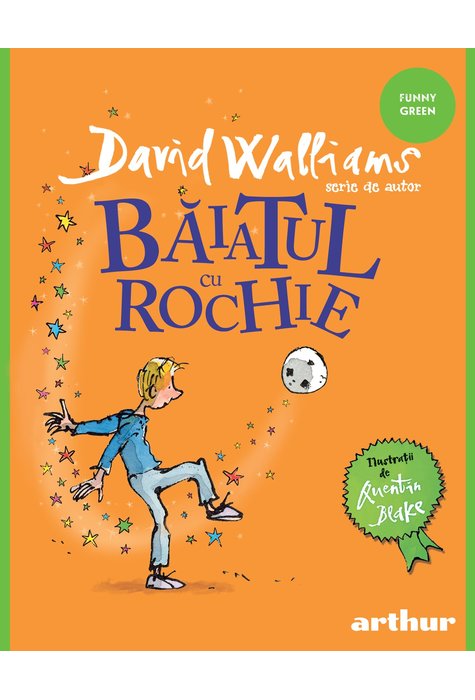 FUNNY
GREEN
David Walliams
serie de autor
BĂIATUL
cu
ROCHIE
Ilustrații
de
Quentin
Blake
arthur